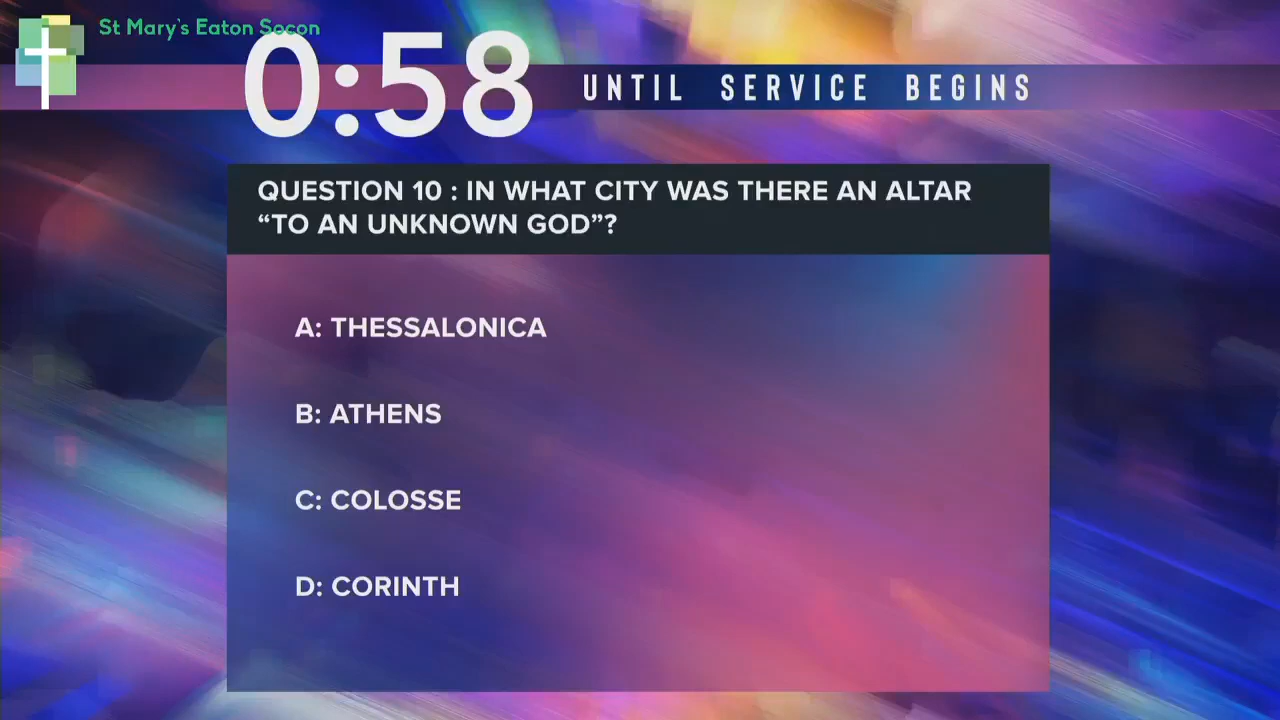 St Mary's Eaton Socon
0:58
UNTIL SERVICE BEGINS
QUESTION 10 : IN WHAT CITY WAS THERE AN ALTAR
“TO AN UNKNOWN GOD”?
A: THESSALONICA
B: ATHENS
C: COLOSSE
D: CORINTH